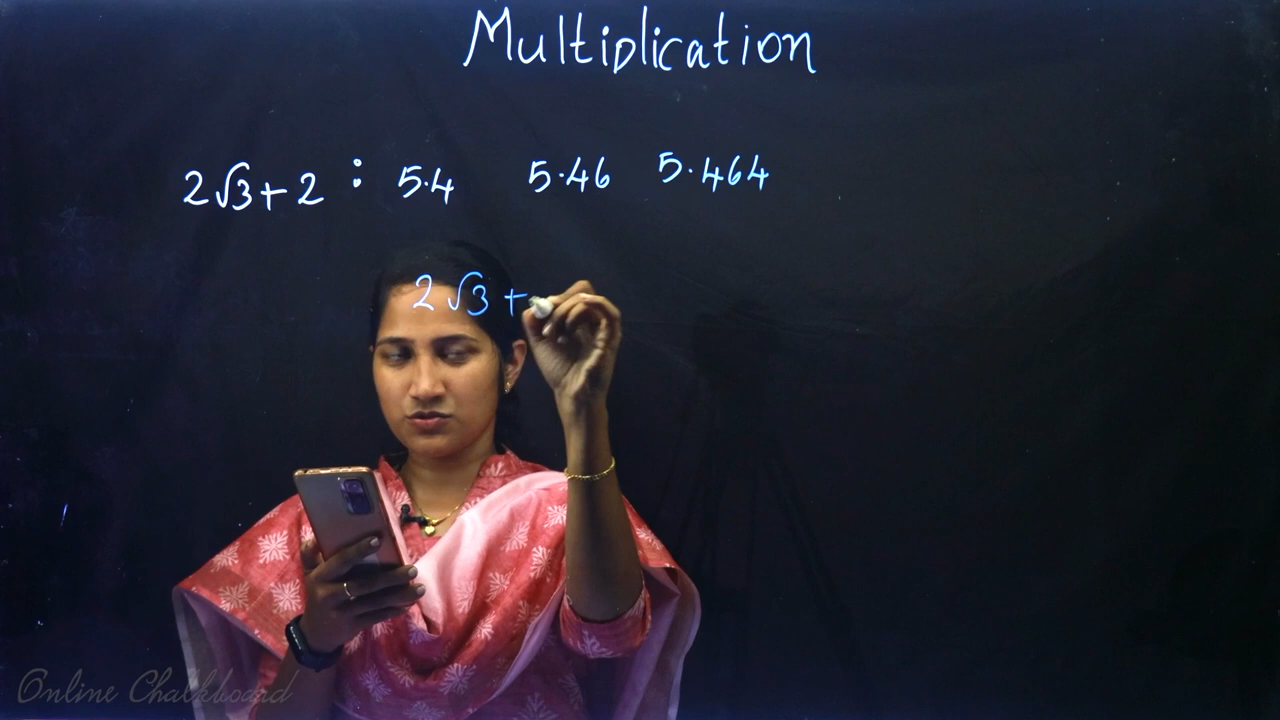 Multiplication
2√3+2 : 5·4 5·46 5·464
2√3 +
Online Chalkboard